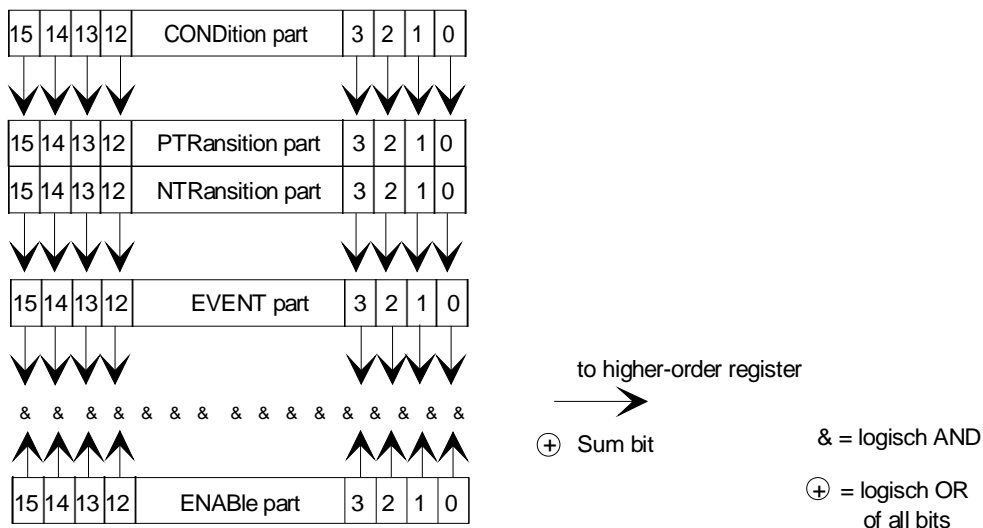 15 14 13 12 CONDition part 3 2 1 0
15 14 13 12 PTRansition part 3 2 1 0
15 14 13 12 NTRansition part 3 2 1 0
15 14 13 12 EVENT part 3 2 1 0
to higher-order register
& & & & & & & & & & & & & & & &
+ Sum bit
& = logisch AND
15 14 13 12 ENABle part 3 2 1 0
+ = logisch OR
of all bits